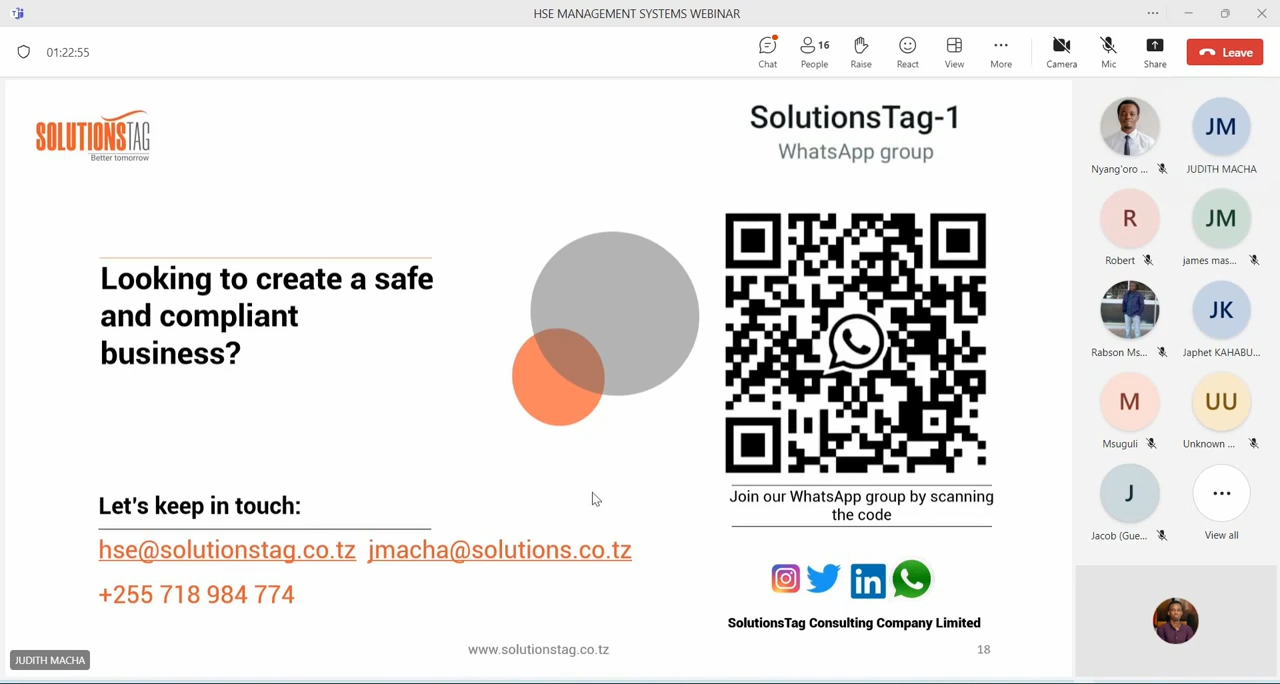 HSE MANAGEMENT SYSTEMS WEBINAR
01:22:55
16
Chat
People
Raise
React
View
More
Camera
Mic
Share
Leave
SOLUTIONSTAG
Better tomorrow
SolutionsTag-1
WhatsApp group
Looking to create a safe
and compliant
business?
Join our WhatsApp group by scanning
the code
Let's keep in touch:
hse@solutionstag.co.tz jmacha@solutions.co.tz
+255 718 984 774
in
SolutionsTag Consulting Company Limited
www.solutionstag.co.tz
18
JUDITH MACHA
Nyang'oro ...
JM
JUDITH MACHA
R
Robert
JM
james mas...
Rabson Ms...
JK
Japhet KAHABU...
M
Msuguli
UU
Unknown ...
J
Jacob (Gue...
View all